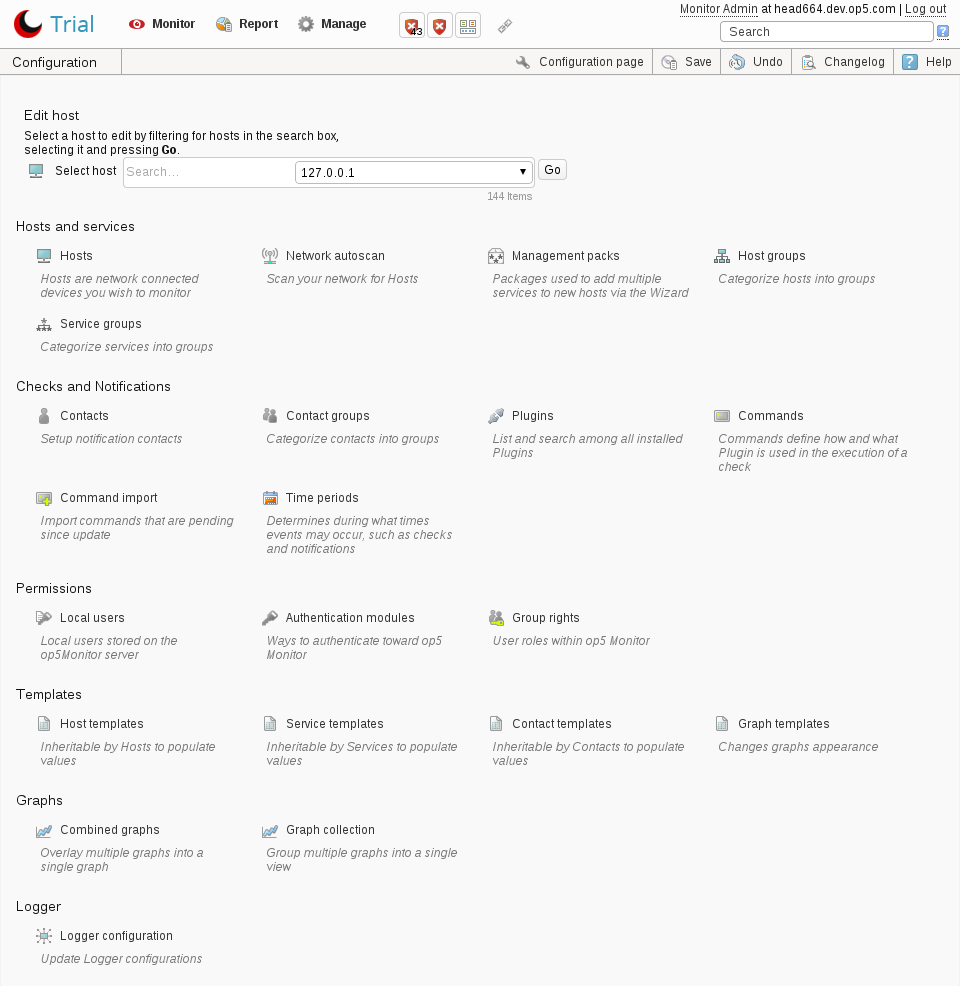 Trial
Monitor
Report
Manage
43
Monitor Admin at head664.dev.op5.com | Log out
Search
Configuration
Configuration page
Save
Undo
Changelog
Help
Edit host
Select a host to edit by filtering for hosts in the search box,
selecting it and pressing Go.
Select host
Search...
127.0.0.1
Go
144 Items
Hosts and services
Hosts
Hosts are network connected
devices you wish to monitor
Network autoscan
Scan your network for Hosts
Management packs
Packages used to add multiple
services to new hosts via the Wizard
Host groups
Categorize hosts into groups
Service groups
Categorize services into groups
Checks and Notifications
Contacts
Setup notification contacts
Contact groups
Categorize contacts into groups
Plugins
List and search among all installed
Plugins
Commands
Commands define how and what
Plugin is used in the execution of a
check
Command import
Import commands that are pending
since update
Time periods
Determines during what times
events may occur, such as checks
and notifications
Permissions
Local users
Local users stored on the
op5Monitor server
Authentication modules
Ways to authenticate toward op5
Monitor
Group rights
User roles within op5 Monitor
Templates
Host templates
Inheritable by Hosts to populate
values
Service templates
Inheritable by Services to populate
values
Contact templates
Inheritable by Contacts to populate
values
Graph templates
Changes graphs appearance
Graphs
Combined graphs
Overlay multiple graphs into a
single graph
Graph collection
Group multiple graphs into a single
view
Logger
Logger configuration
Update Logger configurations